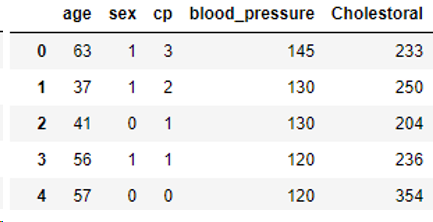 age sex cp blood_pressure Cholestoral
0 63 1 3 145 233
1 37 1 2 130 250
2 41 0 1 130 204
3 56 1 1 120 236
4 57 0 0 120 354